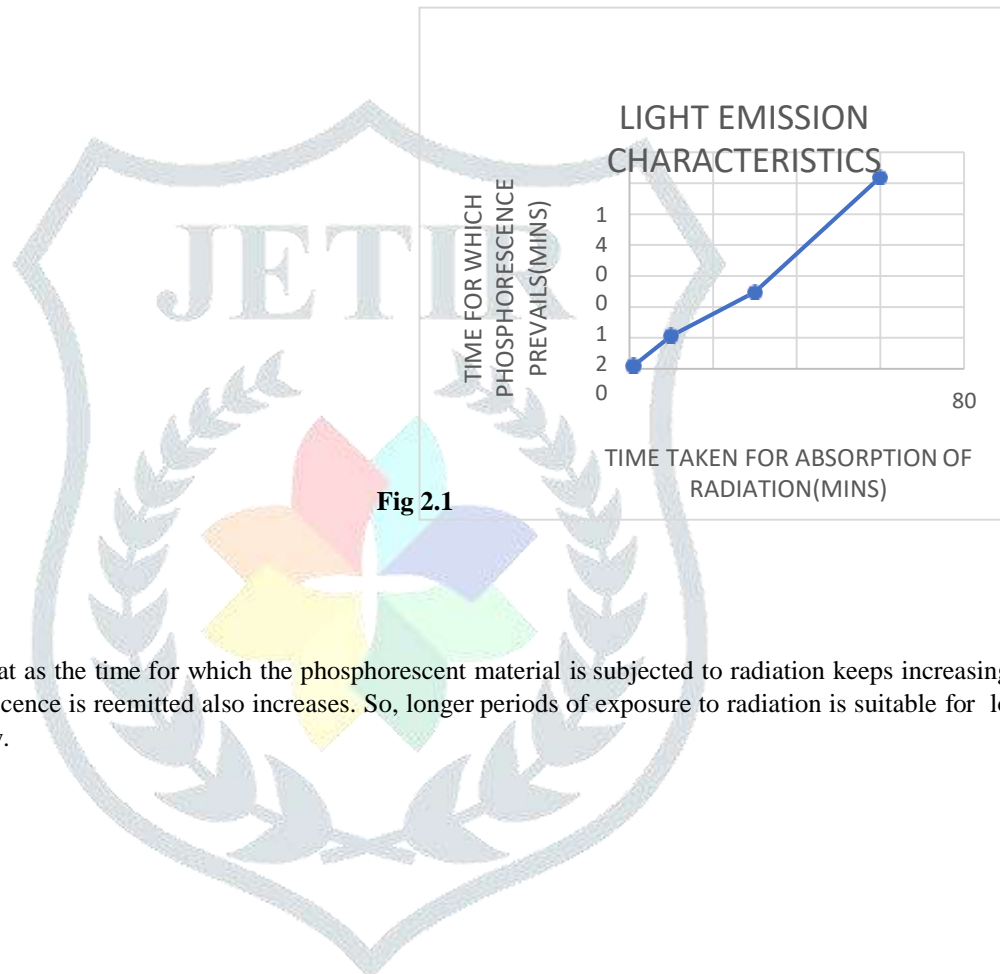 LIGHT EMISSION
CHARACTERISTICS
TIME FOR WHICH
PHOSPHORESCENCE
PREVAILS(MINS)
1
4
0
0
1
2
0
80
TIME TAKEN FOR ABSORPTION OF
RADIATION(MINS)
JETIR
Fig 2.1
at as the time for which the phosphorescent material is subjected to radiation keeps increasing
cence is reemitted also increases. So, longer periods of exposure to radiation is suitable for